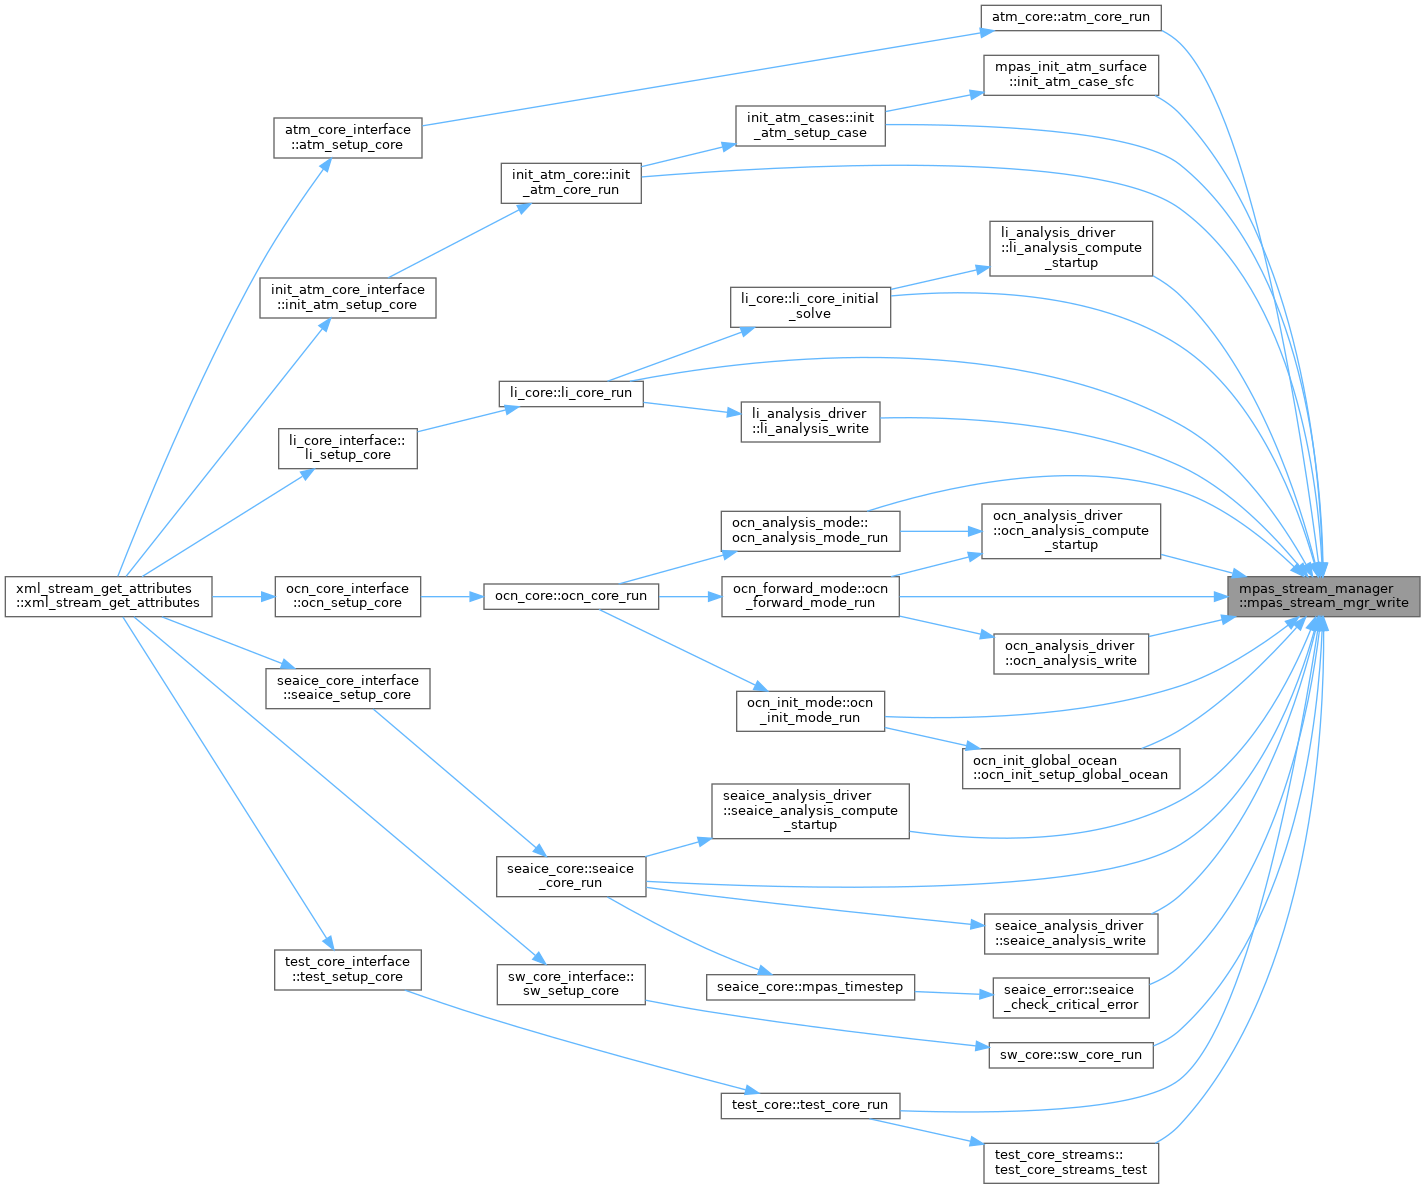 atm_core::atm_core_run
mpas_init_atm_surface
::init_atm_case_sfc
init_atm_cases::init
_atm_setup_case
atm_core_interface
::atm_setup_core
init_atm_core::init
_atm_core_run
li_analysis_driver
::li_analysis_compute
_startup
init_atm_core_interface
::init_atm_setup_core
li_core::li_core_initial
_solve
li_core::li_core_run
li_analysis_driver
::li_analysis_write
li_core_interface::
li_setup_core
ocn_analysis_mode::
ocn_analysis_mode_run
ocn_analysis_driver
::ocn_analysis_compute
_startup
xml_stream_get_attributes
::xml_stream_get_attributes
ocn_core_interface
::ocn_setup_core
ocn_core::ocn_core_run
ocn_forward_mode::ocn
_forward_mode_run
mpas_stream_manager
::mpas_stream_mgr_write
ocn_analysis_driver
::ocn_analysis_write
seaice_core_interface
::seaice_setup_core
ocn_init_mode::ocn
_init_mode_run
ocn_init_global_ocean
::ocn_init_setup_global_ocean
seaice_analysis_driver
::seaice_analysis_compute
_startup
seaice_core::seaice
_core_run
seaice_analysis_driver
::seaice_analysis_write
test_core_interface
::test_setup_core
sw_core_interface::
sw_setup_core
seaice_core::mpas_timestep
seaice_error::seaice
_check_critical_error
sw_core::sw_core_run
test_core::test_core_run
test_core_streams::
test_core_streams_test